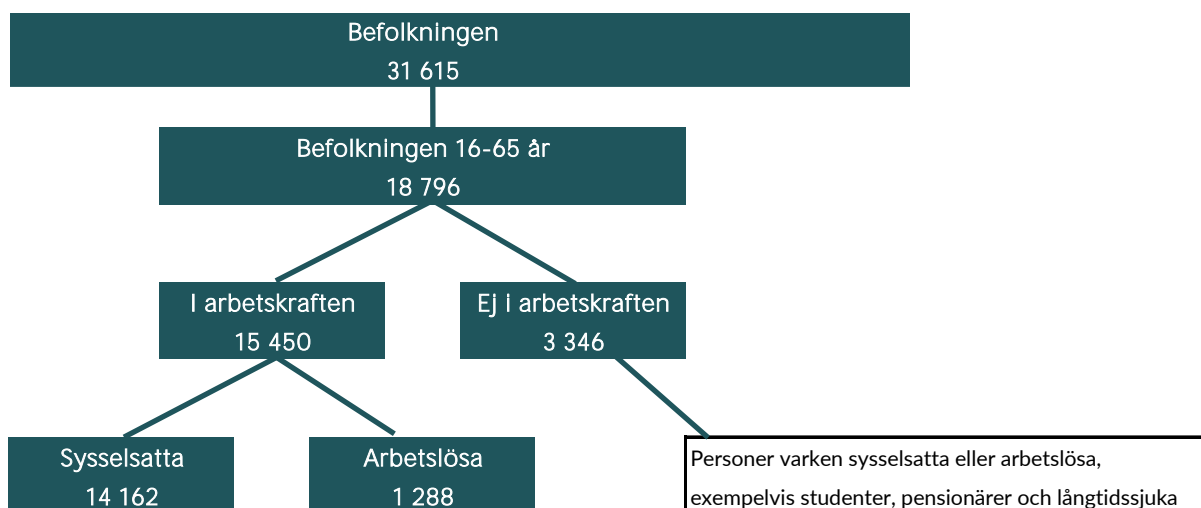 Befolkningen
31 615
Befolkningen 16-65 år
18 796
I arbetskraften
15 450
Ej i arbetskraften
3 346
Sysselsatta
14 162
Arbetslösa
1 288
Personer varken sysselsatta eller arbetslösa,
exempelvis studenter, pensionärer och långtidssjuka